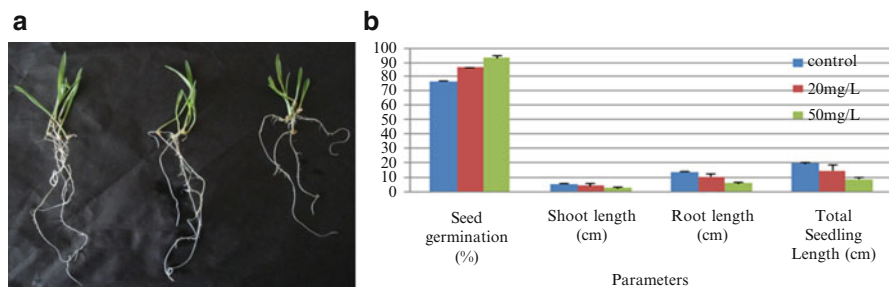 a
b
100
90
80
70
60
50
40
30
20
10
0
control
20mg/L
50mg/L
Seed
germination
(%)
Shoot length
(cm)
Root length
(cm)
Total
Seedling
Length (cm)
Parameters